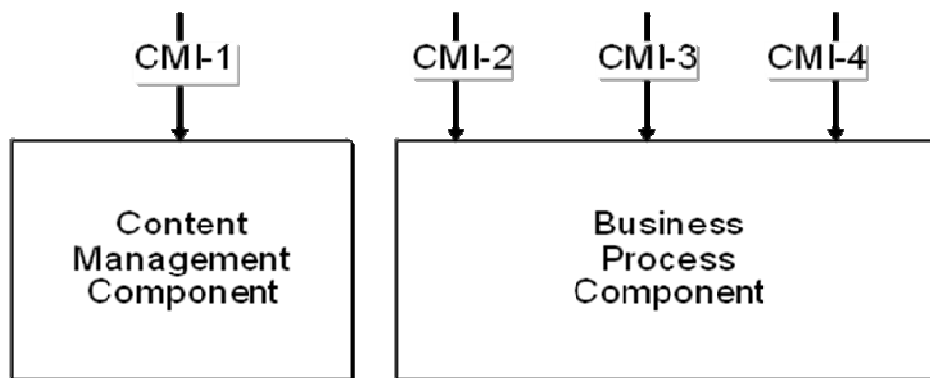 CMI-1
CMI-2
CMI-3
CMI-4
Content
Management
Component
Business
Process
Component